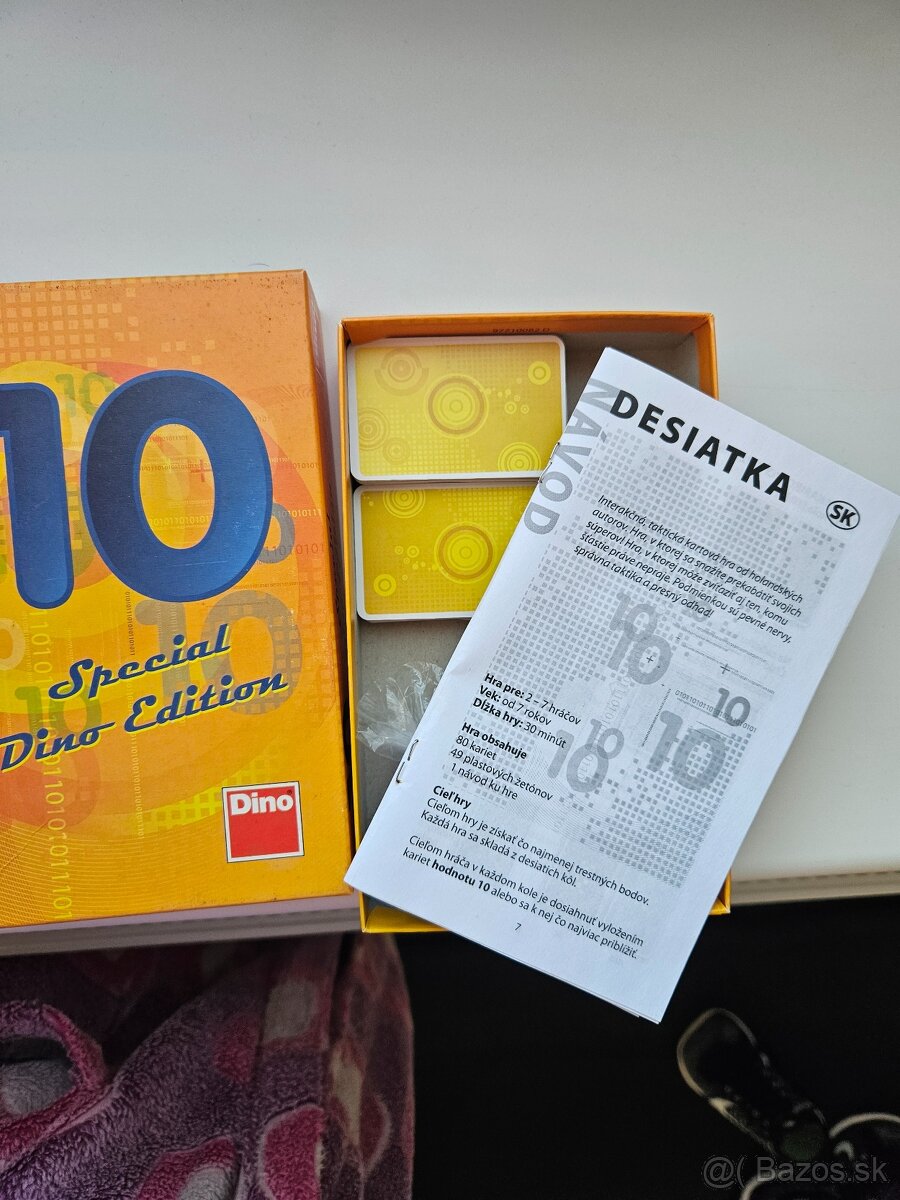 10
Special
Dino Edition
Dino
97710062.D
NÁVOD
DESIATKA
SK
Interakčná, taktická kartová hra od holandských
autorov. Hra, v ktorej sa snažíte prekabátiť svojich
súperov! Hra, v ktorej môže zvíťaziť aj ten, komu
šťastie práve nepraje. Podmienkou sú pevné nervy,
správna taktika a presný odhad!
Hra pre: 2 – 7 hráčov
Vek: od 7 rokov
Dĺžka hry: 30 minút
Hra obsahuje
80 kariet
49 plastových žetónov
1 návod ku hre
Cieľ hry
Cieľom hry je získať čo najmenej trestných bodov.
Každá hra sa skladá z desiatich kôl.
Cieľom hráča v každom kole je dosiahnuť vyložením
kariet hodnotu 10 alebo sa k nej čo najviac priblížiť.
7
@( Bazos.sk